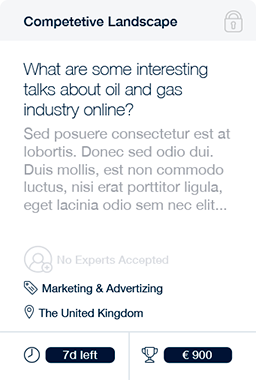 Competetive Landscape
What are some interesting
talks about oil and gas
industry online?
Sed posuere consectetur est at
lobortis. Donec sed odio dui.
Duis mollis, est non commodo
luctus, nisi erat porttitor ligula,
eget lacinia odio sem nec elit...
No Experts Accepted
Marketing & Advertizing
The United Kingdom
7d left
€ 900